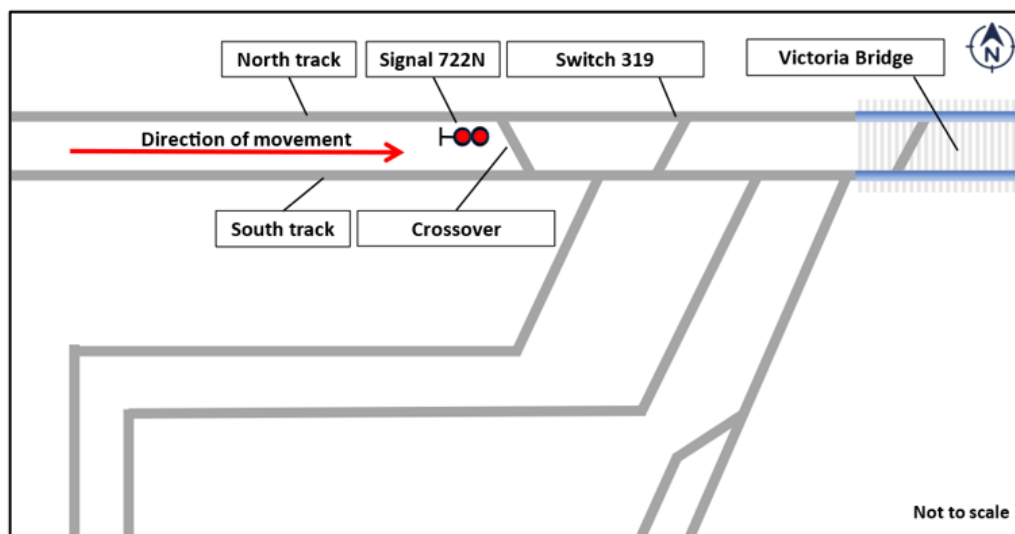 North track
Signal 722N
Switch 319
Victoria Bridge
N
Direction of movement
South track
Crossover
Not to scale